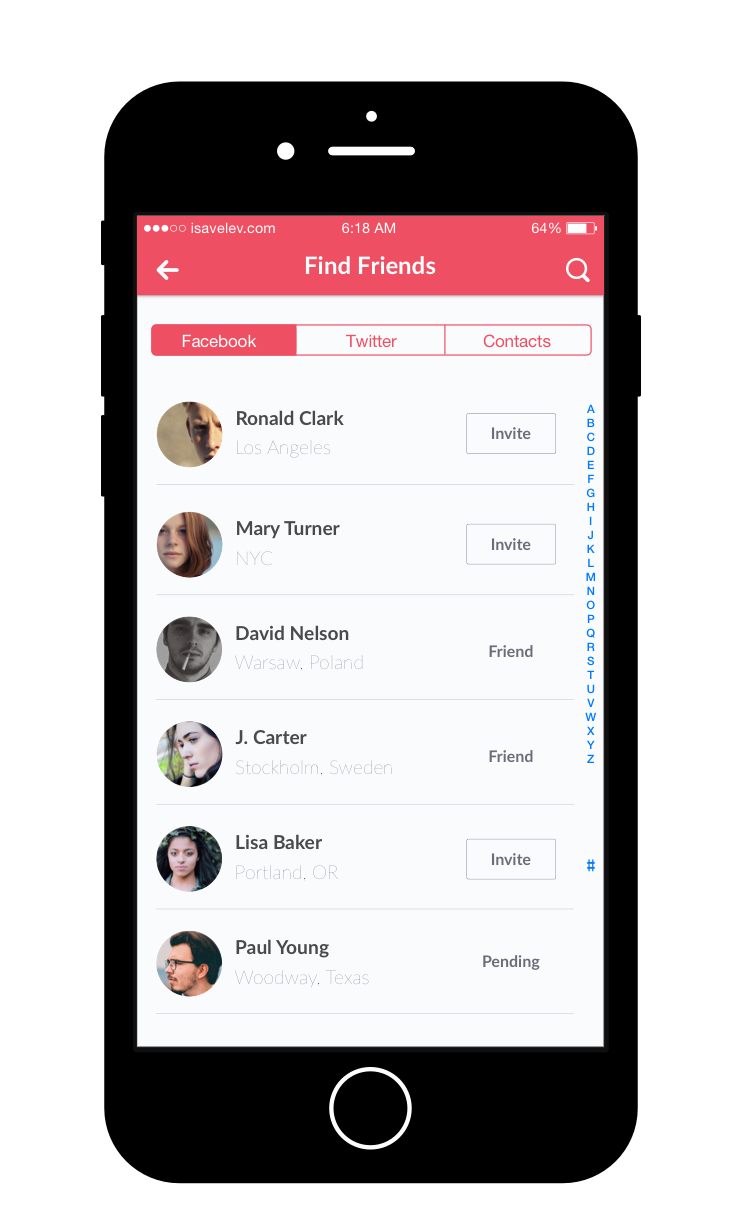 isavelev.com 6:18 AM 64%
Find Friends
Facebook Twitter Contacts
Ronald Clark
Los Angeles
Invite
Mary Turner
NYC
Invite
David Nelson
Warsaw, Poland
Friend
J. Carter
Stockholm, Sweden
Friend
Lisa Baker
Portland, OR
Invite
Paul Young
Woodway, Texas
Pending
A
B
C
D
E
F
G
H
I
J
K
L
M
N
O
P
Q
R
S
T
U
V
W
X
Y
Z
#